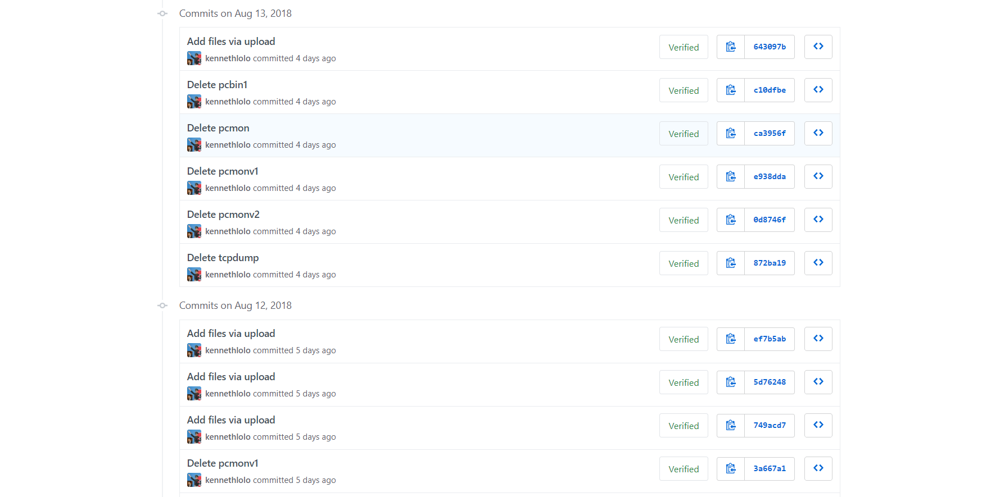 Commits on Aug 13, 2018
Add files via upload
kennethlolo committed 4 days ago
Verified
643097b
Delete pcbin1
kennethlolo committed 4 days ago
Verified
c10dfbe
Delete pcmon
kennethlolo committed 4 days ago
Verified
ca3956f
Delete pcmonv1
kennethlolo committed 4 days ago
Verified
e938dda
Delete pcmonv2
kennethlolo committed 4 days ago
Verified
0d8746f
Delete tcpdump
kennethlolo committed 4 days ago
Verified
872ba19
Commits on Aug 12, 2018
Add files via upload
kennethlolo committed 5 days ago
Verified
ef7b5ab
Add files via upload
kennethlolo committed 5 days ago
Verified
5d76248
Add files via upload
kennethlolo committed 5 days ago
Verified
749acd7
Delete pcmonv1
kennethlolo committed 5 days ago
Verified
3a667a1